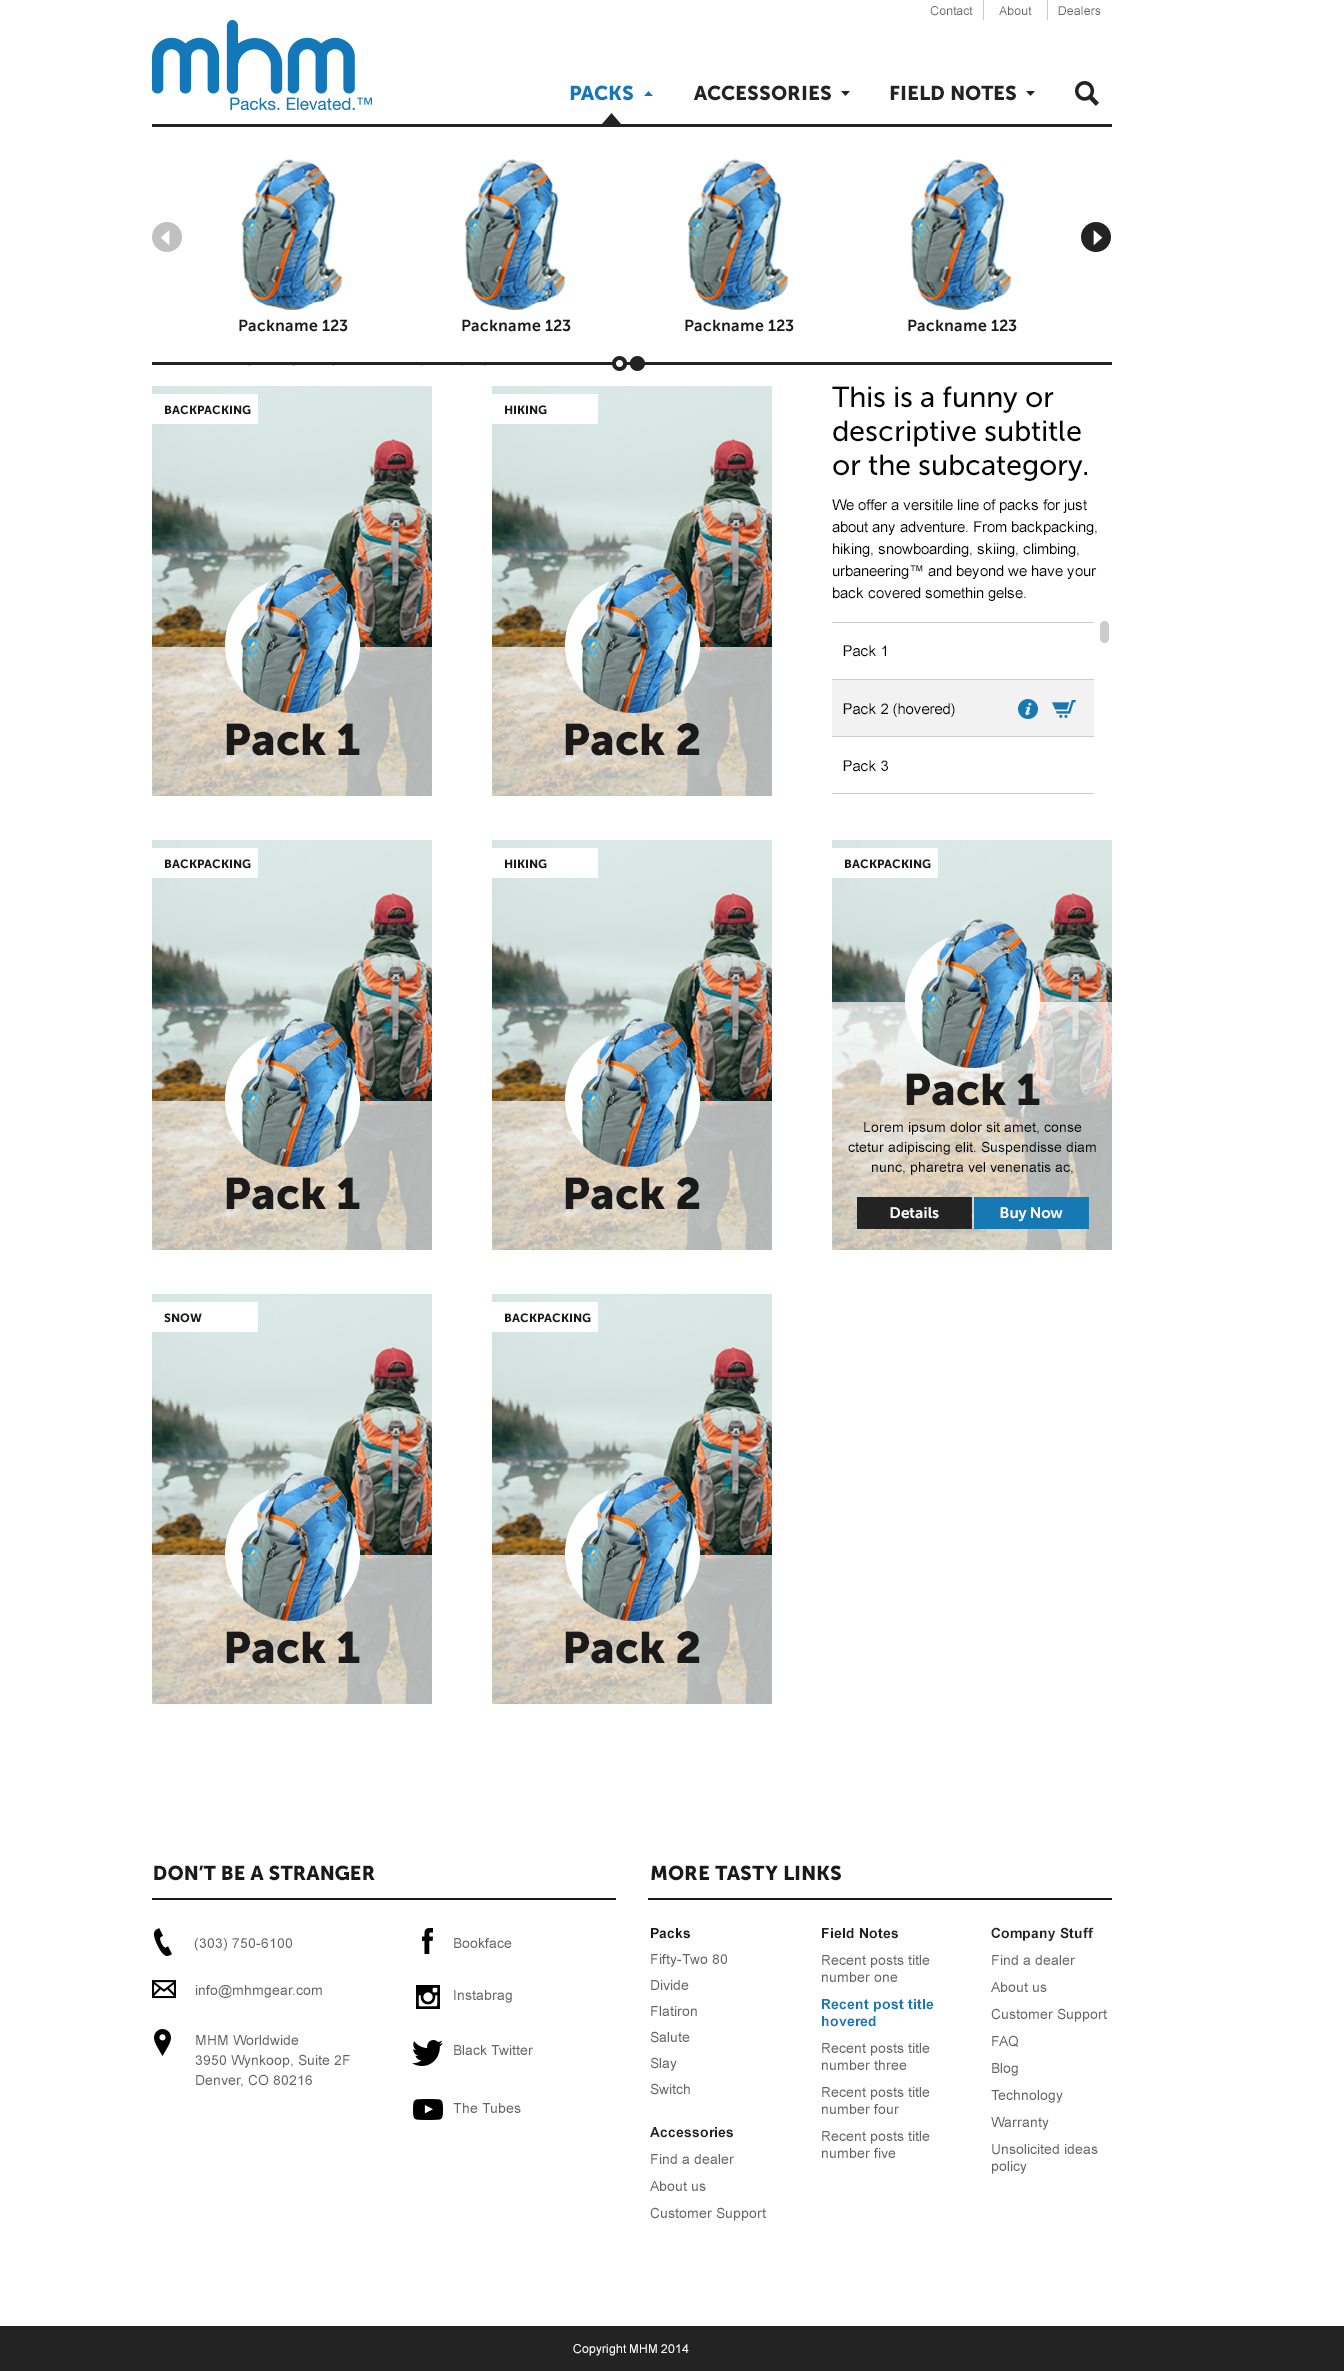 Contact
About
Dealers
mhm
Packs. Elevated.™
PACKS
ACCESSORIES
FIELD NOTES
Packname 123
Packname 123
Packname 123
Packname 123
BACKPACKING
Pack 1
HIKING
Pack 2
This is a funny or
descriptive subtitle
or the subcategory.
We offer a versitile line of packs for just
about any adventure. From backpacking,
hiking, snowboarding, skiing, climbing,
urbaneering™ and beyond we have your
back covered somethin gelse.
Pack 1
Pack 2 (hovered)
Pack 3
BACKPACKING
Pack 1
HIKING
Pack 2
BACKPACKING
Pack 1
Lorem ipsum dolor sit amet, conse
ctetur adipiscing elit. Suspendisse diam
nunc, pharetra vel venenatis ac,
Details
Buy Now
SNOW
Pack 1
BACKPACKING
Pack 2
DON'T BE A STRANGER
(303) 750-6100
info@mhmgear.com
MHM Worldwide
3950 Wynkoop, Suite 2F
Denver, CO 80216
Bookface
Instabrag
Black Twitter
The Tubes
MORE TASTY LINKS
Packs
Fifty-Two 80
Divide
Flatiron
Salute
Slay
Switch
Accessories
Find a dealer
About us
Customer Support
Field Notes
Recent posts title
number one
Recent post title
hovered
Recent posts title
number three
Recent posts title
number four
Recent posts title
number five
Company Stuff
Find a dealer
About us
Customer Support
FAQ
Blog
Technology
Warranty
Unsolicited ideas
policy
Copyright MHM 2014